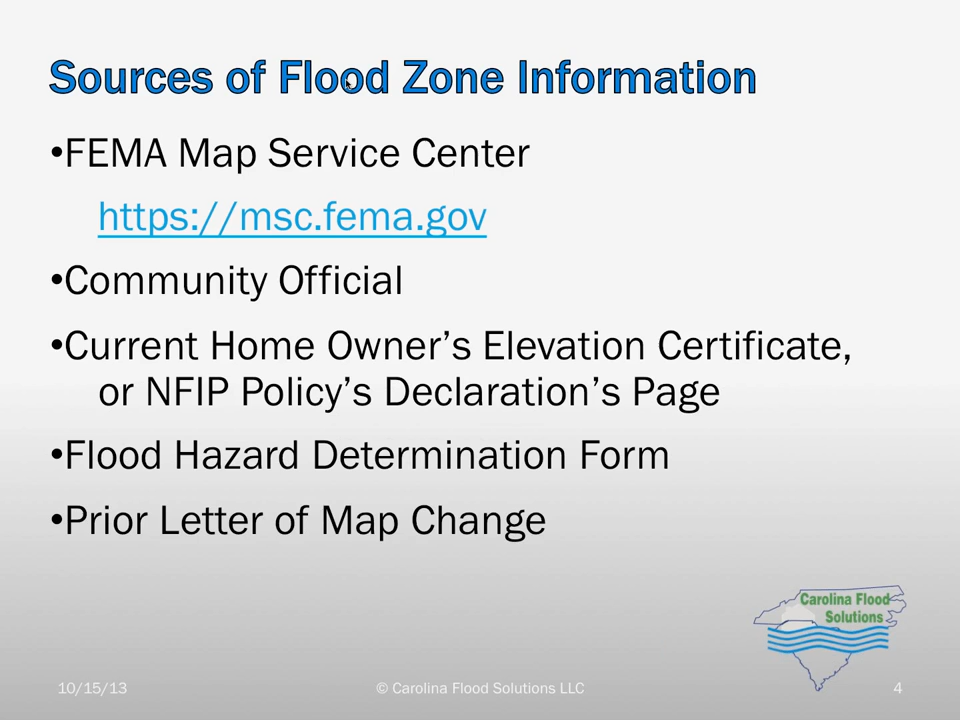 Sources of Flood Zone Information
•FEMA Map Service Center
https://msc.fema.gov
•Community Official
•Current Home Owner’s Elevation Certificate,
or NFIP Policy’s Declaration’s Page
•Flood Hazard Determination Form
•Prior Letter of Map Change
Carolina Flood
Solutions
10/15/13
© Carolina Flood Solutions LLC
4